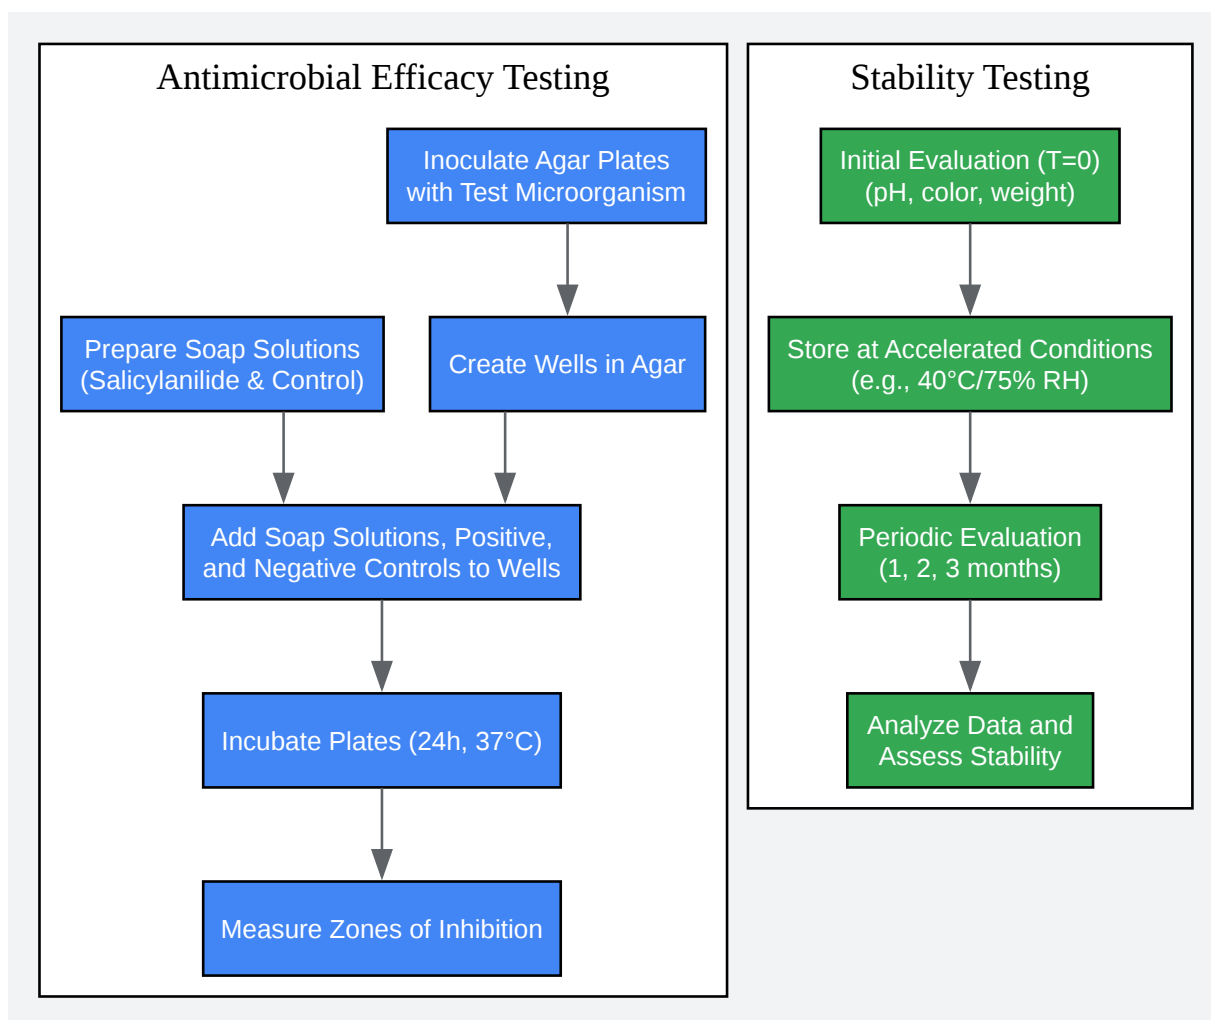 Antimicrobial Efficacy Testing
Inoculate Agar Plates
with Test Microorganism
Prepare Soap Solutions
(Salicylanilide & Control)
Create Wells in Agar
Add Soap Solutions, Positive,
and Negative Controls to Wells
Incubate Plates (24h, 37°C)
Measure Zones of Inhibition
Stability Testing
Initial Evaluation (T=0)
(pH, color, weight)
Store at Accelerated Conditions
(e.g., 40°C/75% RH)
Periodic Evaluation
(1, 2, 3 months)
Analyze Data and
Assess Stability